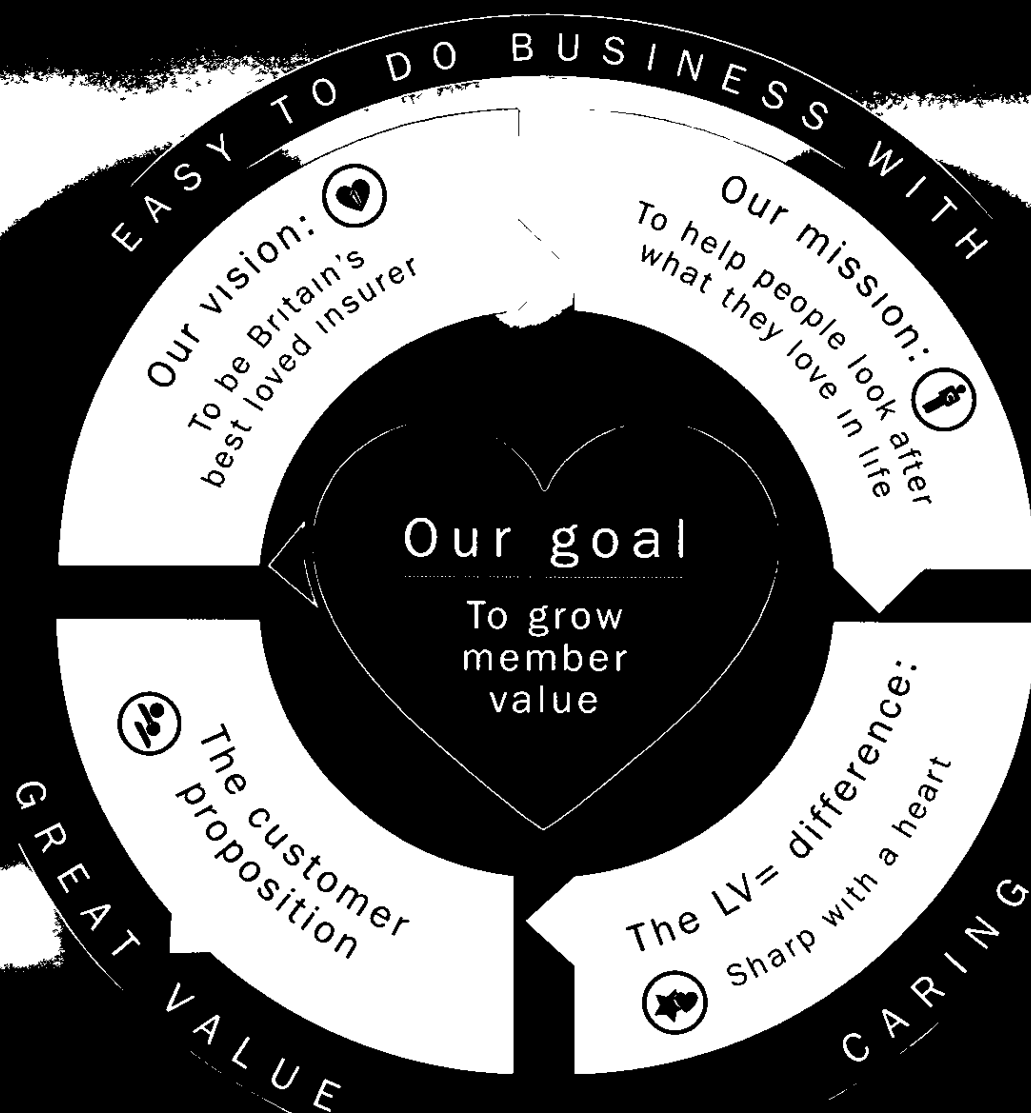 EASY TO DO BUSINESS WITH
Our vision:
To be Britain's
best loved insurer
Our mission:
To help people look after
what they love in life
Our goal
To grow
member
value
The customer
proposition
The LV= difference:
Sharp with a heart
GREAT VALUE
CARING